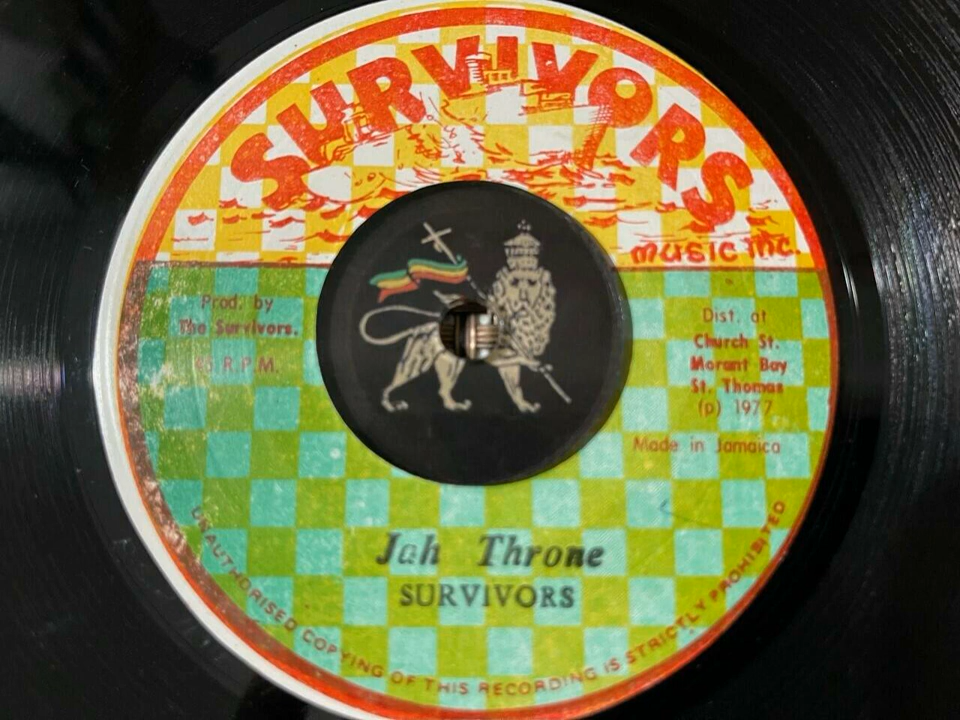 SURVIVORS
music inc.
Prod. by
The Survivors.
R.P.M.
Dist. at
Church St.
Morant Bay
St. Thomas
(p) 1977
Made in Jamaica
Jah Throne
SURVIVORS
UNAUTHORISED COPYING OF THIS RECORDING IS STRICTLY PROHIBITED